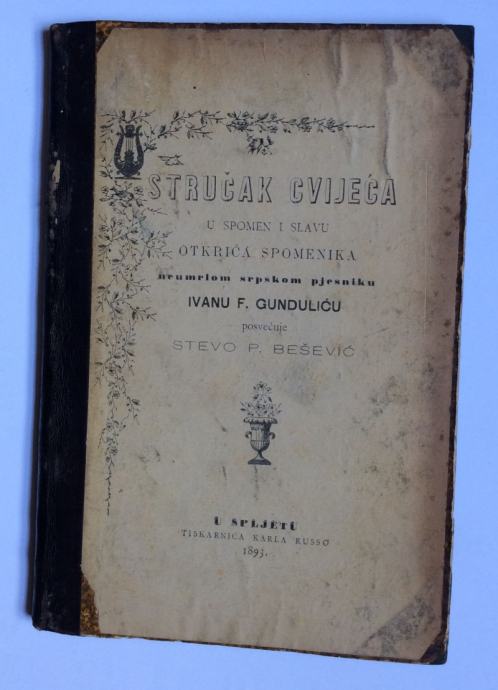 STRUČAK CVIJEĆA
U SPOMEN I SLAVU
OTKRIĆA SPOMENIKA
neumrlom srpskom pjesniku
IVANU F. GUNDULIĆU
posvećuje
STEVO P. BEŠEVIĆ
U SPLJETU
TISKARNICA KARLA RUSSO
1893.